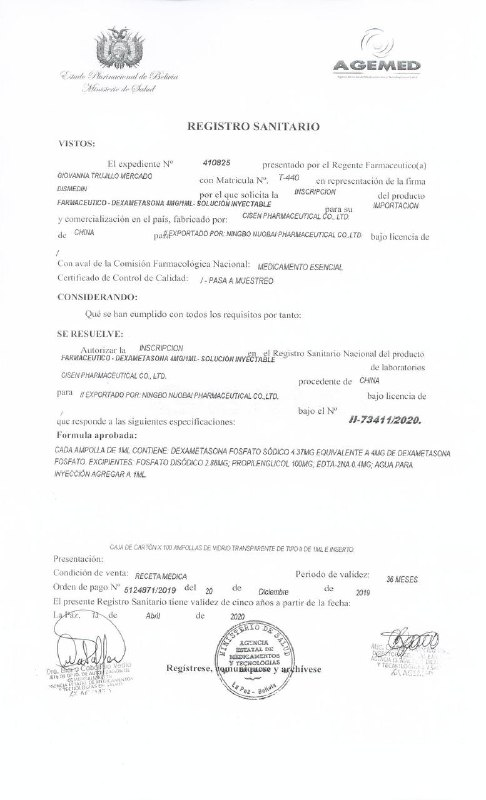 Estado Plurinacional de Bolivia
Ministerio de Salud
AGEMED
REGISTRO SANITARIO
VISTOS:
El expediente Nº 410825 presentado por el Regente Farmaceutico(a)
GIOVANNA TRUJILLO MERCADO con Matricula Nº. T-440 en representación de la firma
DISMEDIN por el que solicita la INSCRIPCION del producto
FARMACEUTICO - DEXAMETASONA 4MG/1ML- SOLUCIÓN INYECTABLE para su IMPORTACION
y comercialización en el país, fabricado por: CISEN PHARMACEUTICAL CO., LTD.
de CHINA para // EXPORTADO POR: NINGBO NUOBAI PHARMACEUTICAL CO.,LTD. bajo licencia de
/
Con aval de la Comisión Farmacológica Nacional: MEDICAMENTO ESENCIAL
Certificado de Control de Calidad: / - PASA A MUESTREO
CONSIDERANDO:
Qué se han cumplido con todos los requisitos por tanto:
SE RESUELVE:
Autorizar la INSCRIPCION en el Registro Sanitario Nacional del producto
FARMACEUTICO - DEXAMETASONA 4MG/1ML- SOLUCIÓN INYECTABLE
de laboratorios
CISEN PHARMACEUTICAL CO., LTD. procedente de CHINA
para // EXPORTADO POR: NINGBO NUOBAI PHARMACEUTICAL CO.,LTD. bajo licencia de
/ bajo el Nº II-73411/2020.
que responde a las siguientes especificaciones:
Formula aprobada:
CADA AMPOLLA DE 1ML CONTIENE: DEXAMETASONA FOSFATO SÓDICO 4.37MG EQUIVALENTE A 4MG DE DEXAMETASONA
FOSFATO. EXCIPIENTES: FOSFATO DISÓDICO 2.86MG; PROPILENGLICOL 100MG, EDTA-2NA 0.4MG; AGUA PARA
INYECCIÓN AGREGAR A 1ML.
CAJA DE CARTÓN X 100 AMPOLLAS DE VIDRIO TRANSPARENTE DE TIPO II DE 1ML E INSERTO
Presentación:
Condición de venta: RECETA MEDICA Periodo de validez: 36 MESES
Orden de pago Nº 5124971/2019 del 20 de Diciembre de 2019
El presente Registro Sanitario tiene validez de cinco años a partir de la fecha:
La Paz, 13 de Abril de 2020
MINISTERIO DE SALUD
AGENCIA
ESTATAL DE
MEDICAMENTOS
Y TECNOLOGIAS
La Paz - Bolivia
Regístrese, comuníquese y archívese